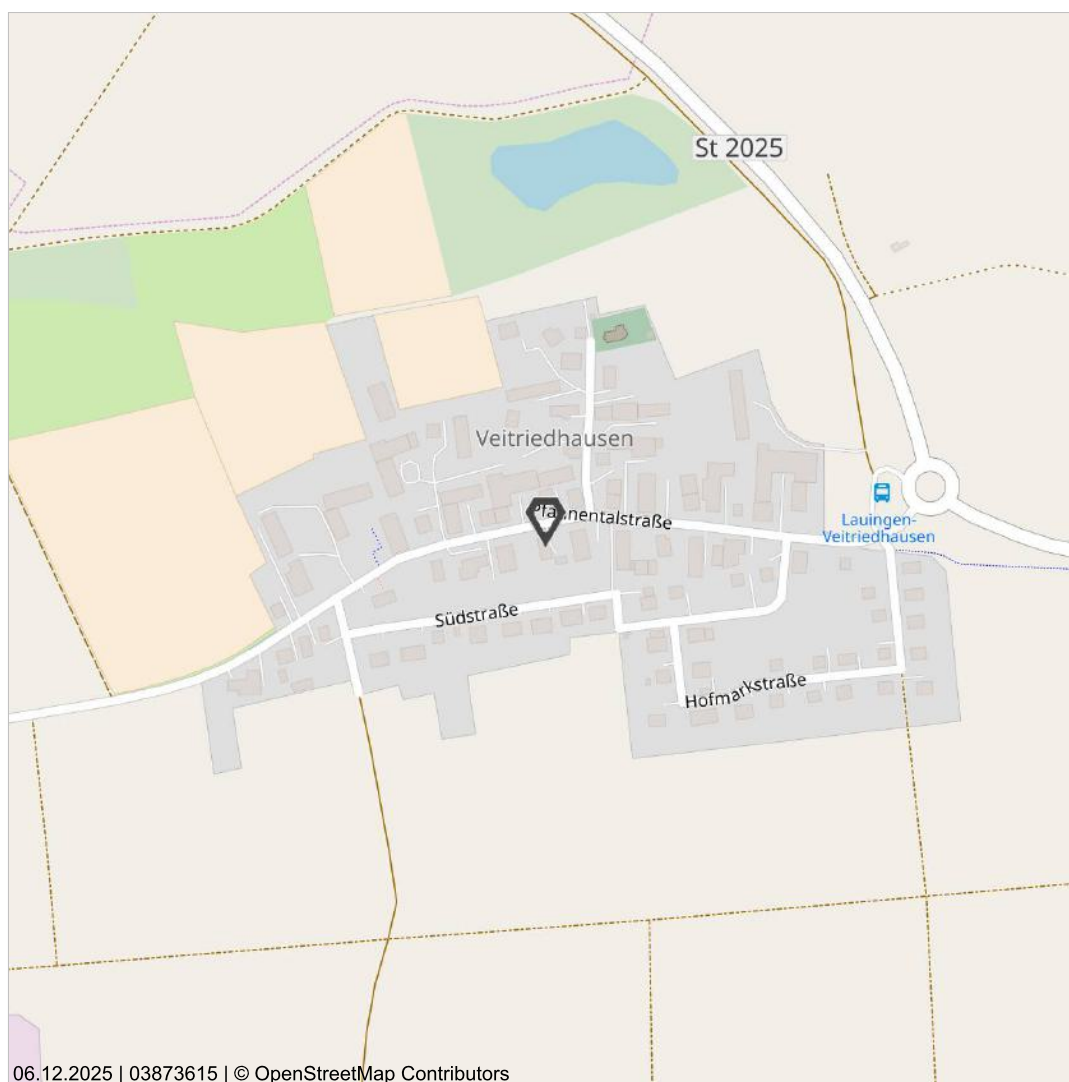 St 2025
Veitriedhausen
Pfannentalstraße
Lauingen-
Veitriedhausen
Südstraße
Hofmarkstraße
06.12.2025 | 03873615 | © OpenStreetMap Contributors